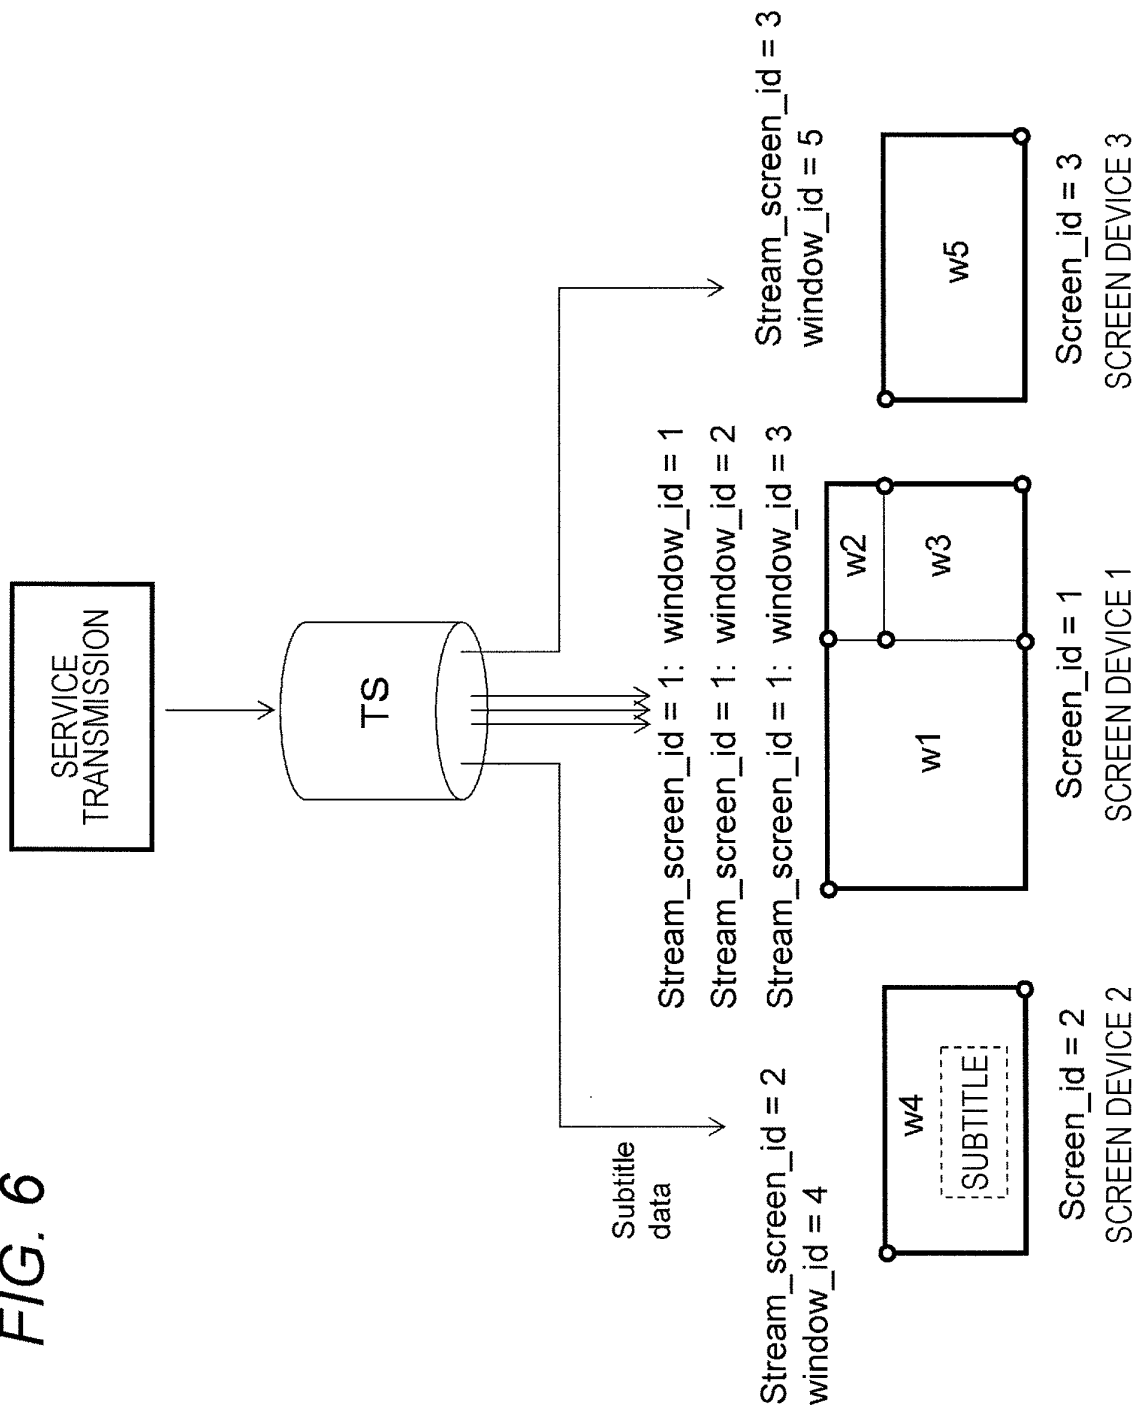 FIG. 6
SERVICE
TRANSMISSION
TS
Subtitle
data
Stream_screen_id = 2
window_id = 4
w4
SUBTITLE
Screen_id = 2
SCREEN DEVICE 2
Stream_screen_id = 1: window_id = 1
Stream_screen_id = 1: window_id = 2
Stream_screen_id = 1: window_id = 3
w1
w2
w3
Screen_id = 1
SCREEN DEVICE 1
Stream_screen_id = 3
window_id = 5
w5
Screen_id = 3
SCREEN DEVICE 3